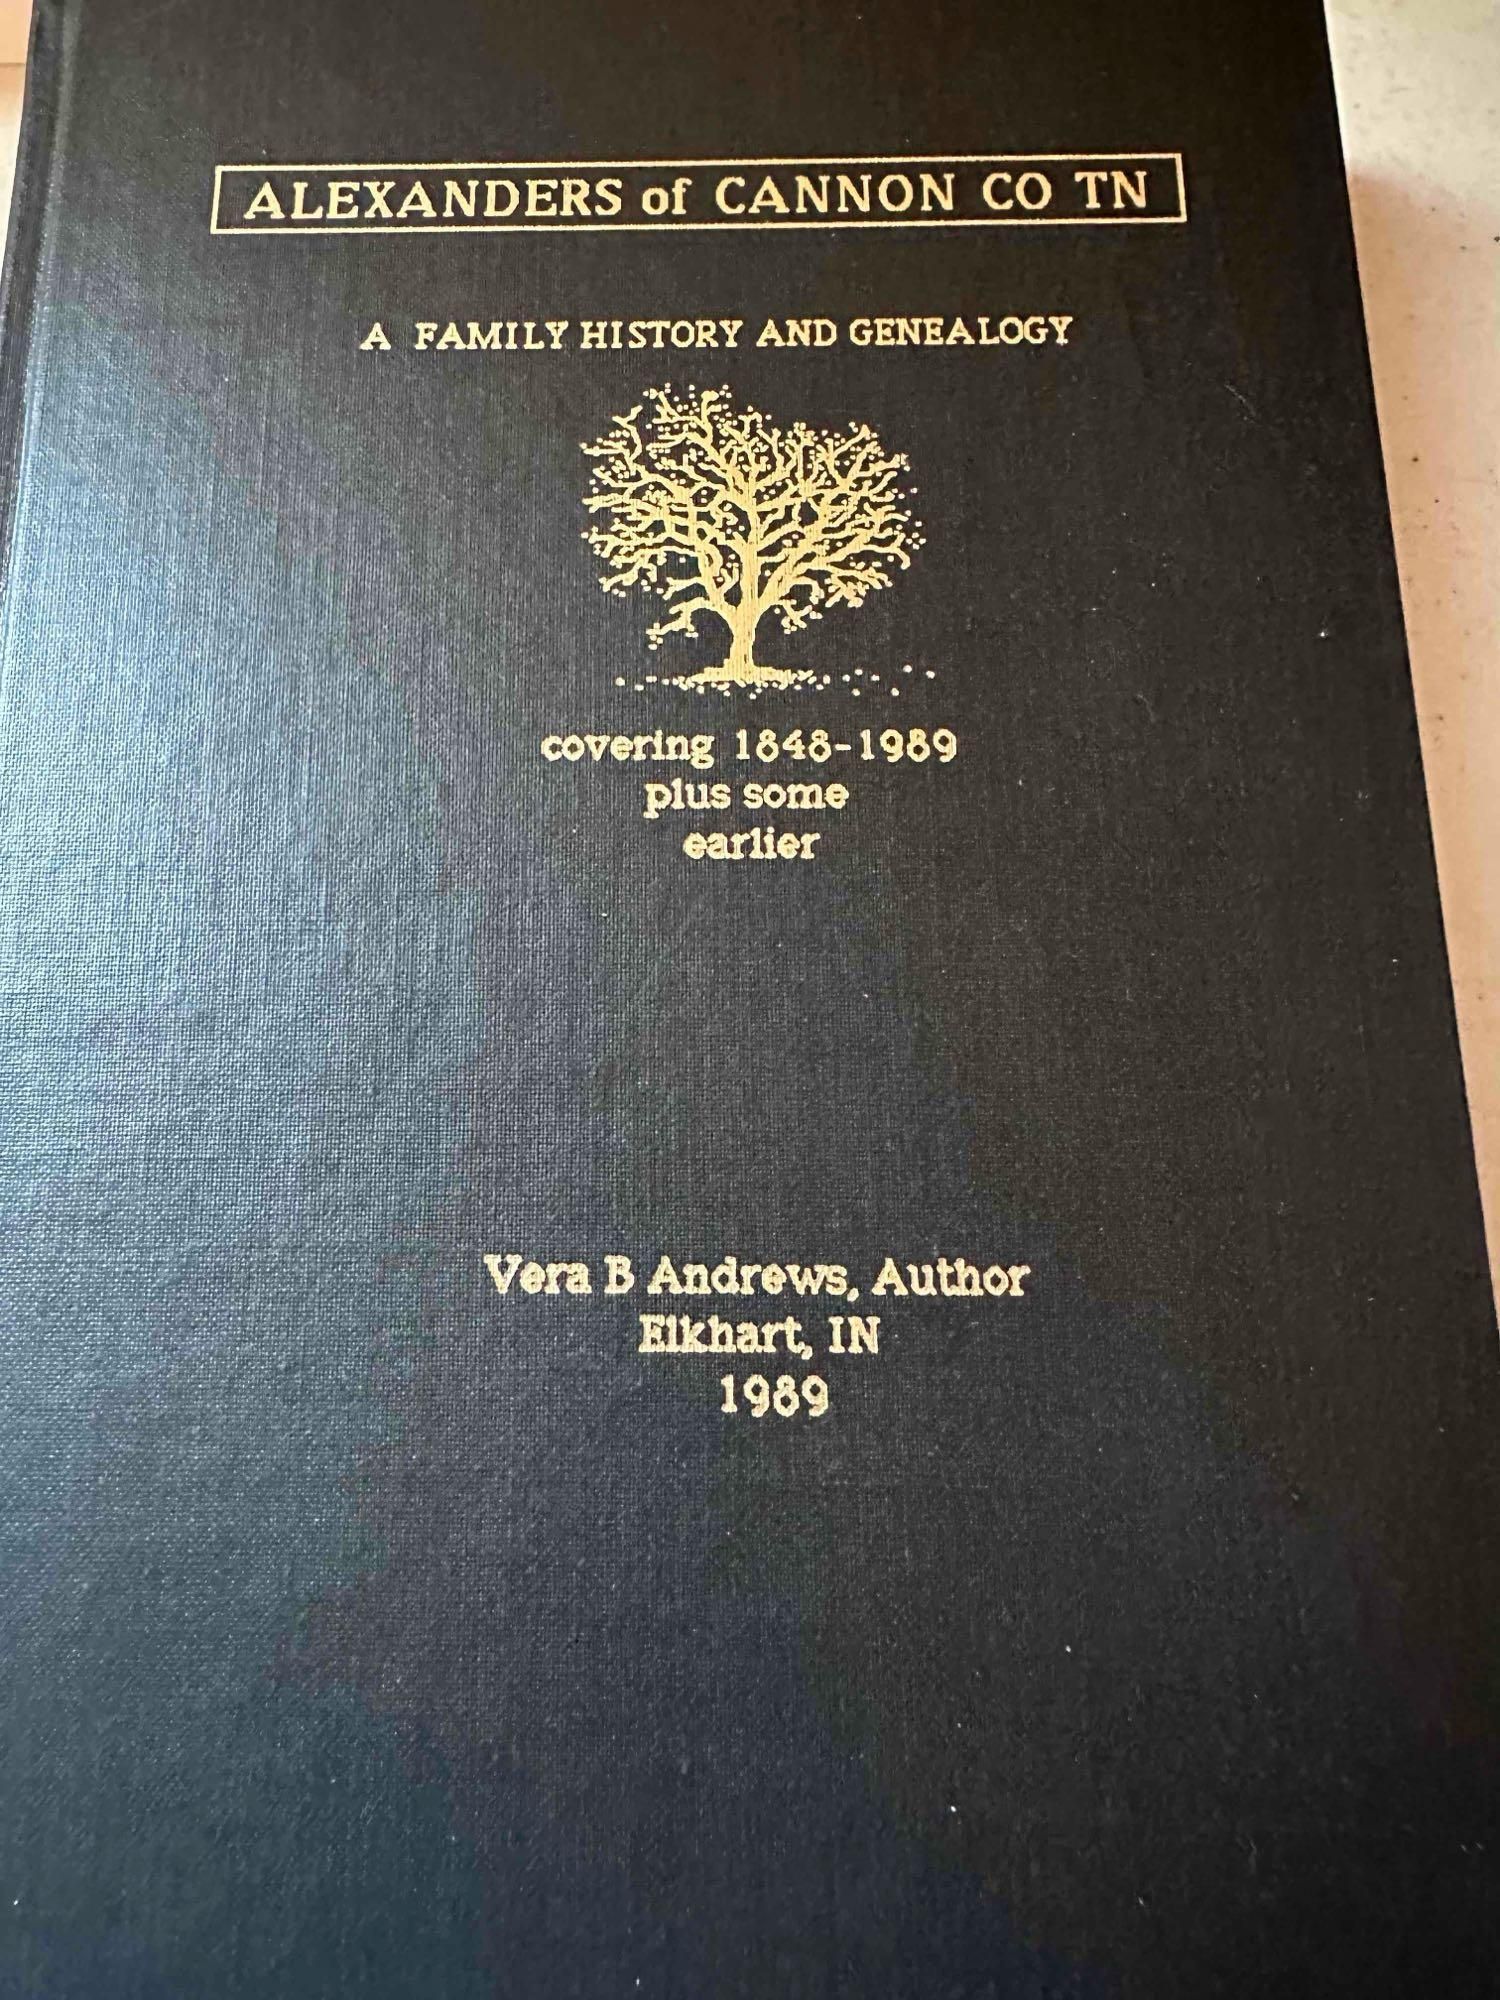 ALEXANDERS of CANNON CO TN
A FAMILY HISTORY AND GENEALOGY
covering 1848-1989
plus some
earlier
Vera B Andrews, Author
Elkhart, IN
1989